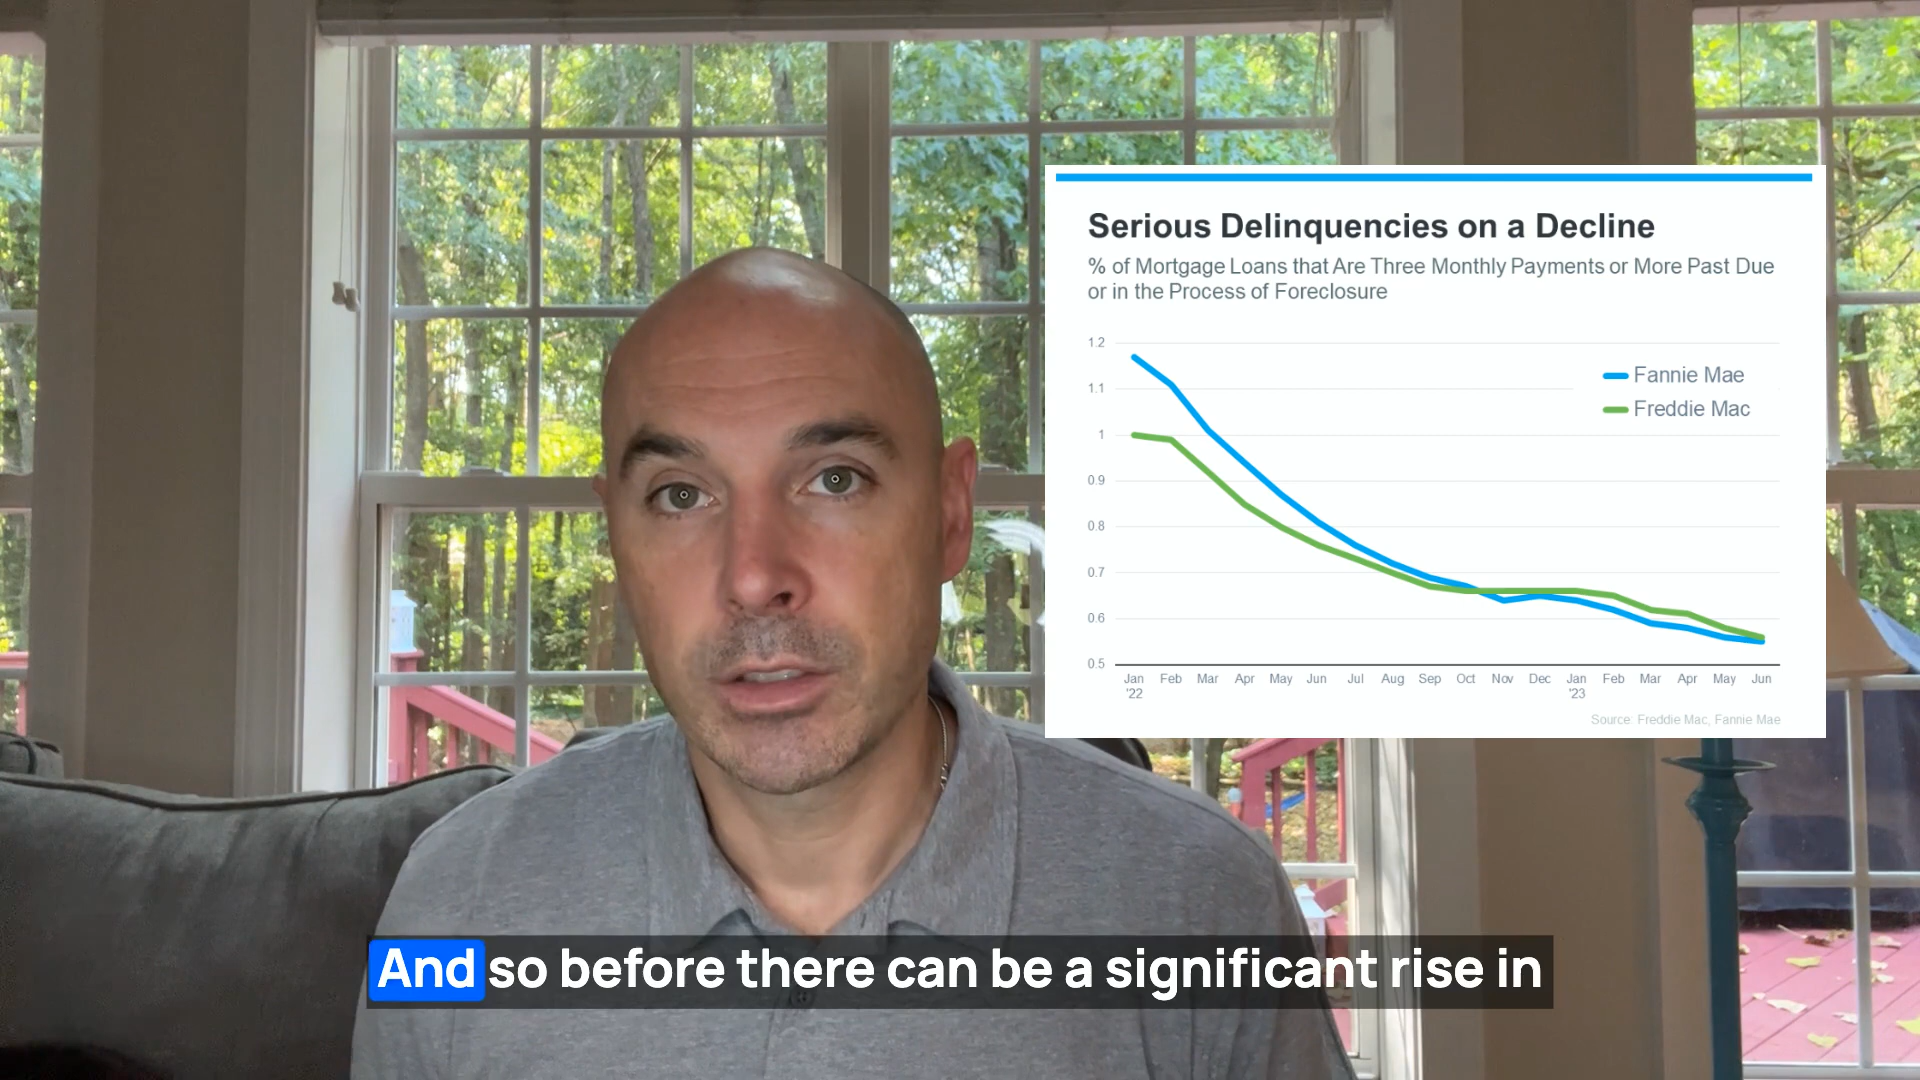 Serious Delinquencies on a Decline
% of Mortgage Loans that Are Three Monthly Payments or More Past Due
or in the Process of Foreclosure
1.2
1.1
1
0.9
0.8
0.7
0.6
0.5
Fannie Mae
Freddie Mac
Jan Feb Mar Apr May Jun Jul Aug Sep Oct Nov Dec Jan Feb Mar Apr May Jun
'22 '23
Source: Freddie Mac, Fannie Mae
And so before there can be a significant rise in